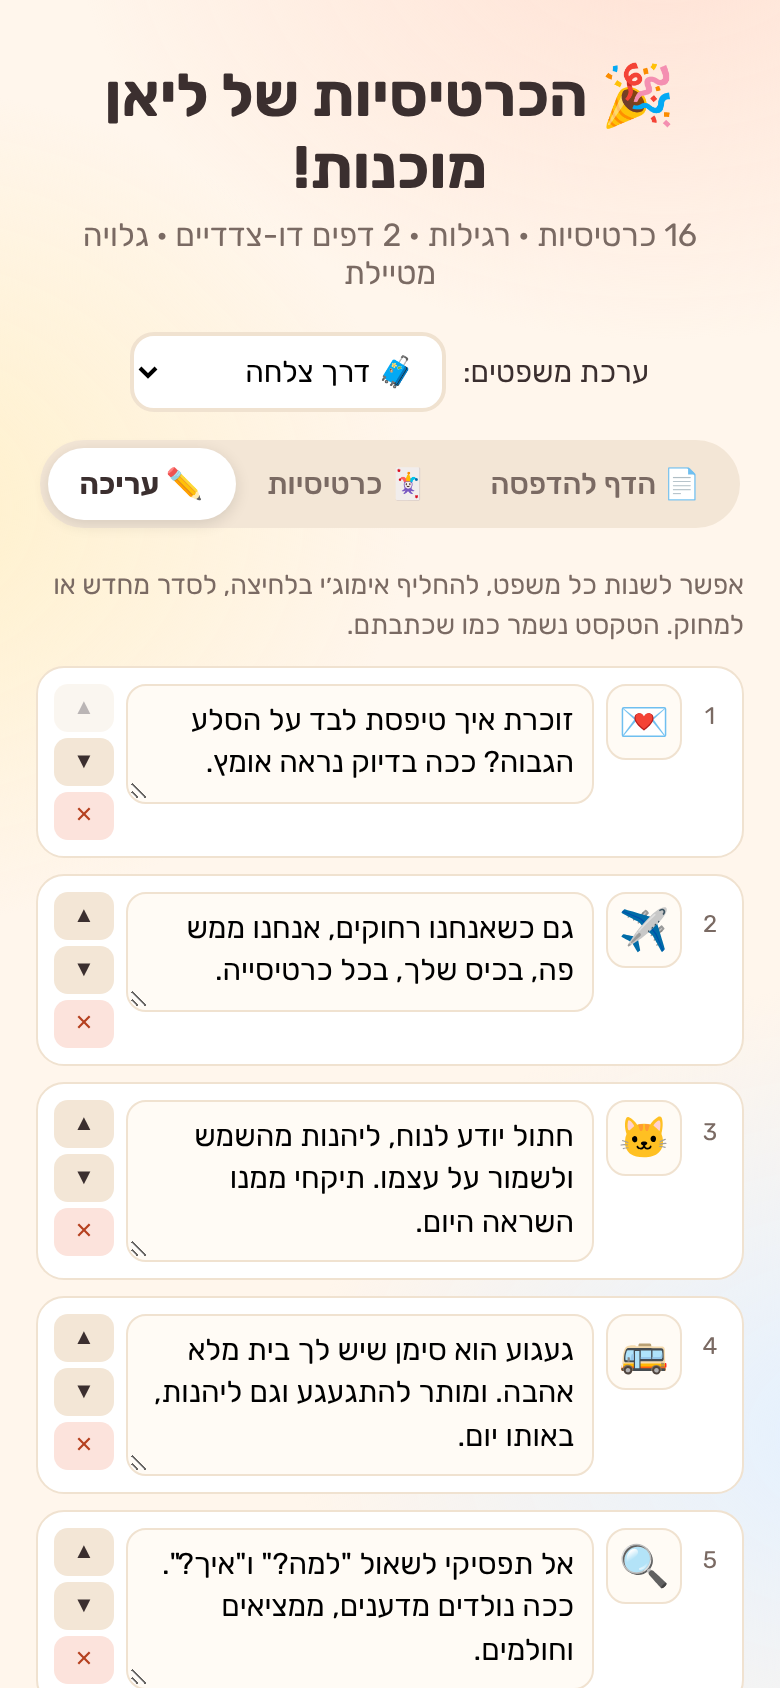 🎉 הכרטיסיות של ליאן
מוכנות!
16 כרטיסיות • רגילות • 2 דפים דו-צדדיים • גלויה
מטיילת
ערכת משפטים: 🧳 דרך צלחה
📄 הדף להדפסה 🃏 כרטיסיות ✏️ עריכה
אפשר לשנות כל משפט, להחליף אימוג׳י בלחיצה, לסדר מחדש או
למחוק. הטקסט נשמר כמו שכתבתם.
1 💌 זוכרת איך טיפסת לבד על הסלע ▲
הגבוה? ככה בדיוק נראה אומץ. ▼
✕
2 ✈️ גם כשאנחנו רחוקים, אנחנו ממש ▲
פה, בכיס שלך, בכל כרטיסייה. ▼
✕
3 🐱 חתול יודע לנוח, ליהנות מהשמש ▲
ולשמור על עצמו. תיקחי ממנו ▼
השראה היום. ✕
4 🚌 געגוע הוא סימן שיש לך בית מלא ▲
אהבה. ומותר להתגעגע וגם ליהנות, ▼
באותו יום. ✕
5 🔍 אל תפסיקי לשאול "למה?" ו"איך?". ▲
ככה נולדים מדענים, ממציאים ▼
וחולמים. ✕